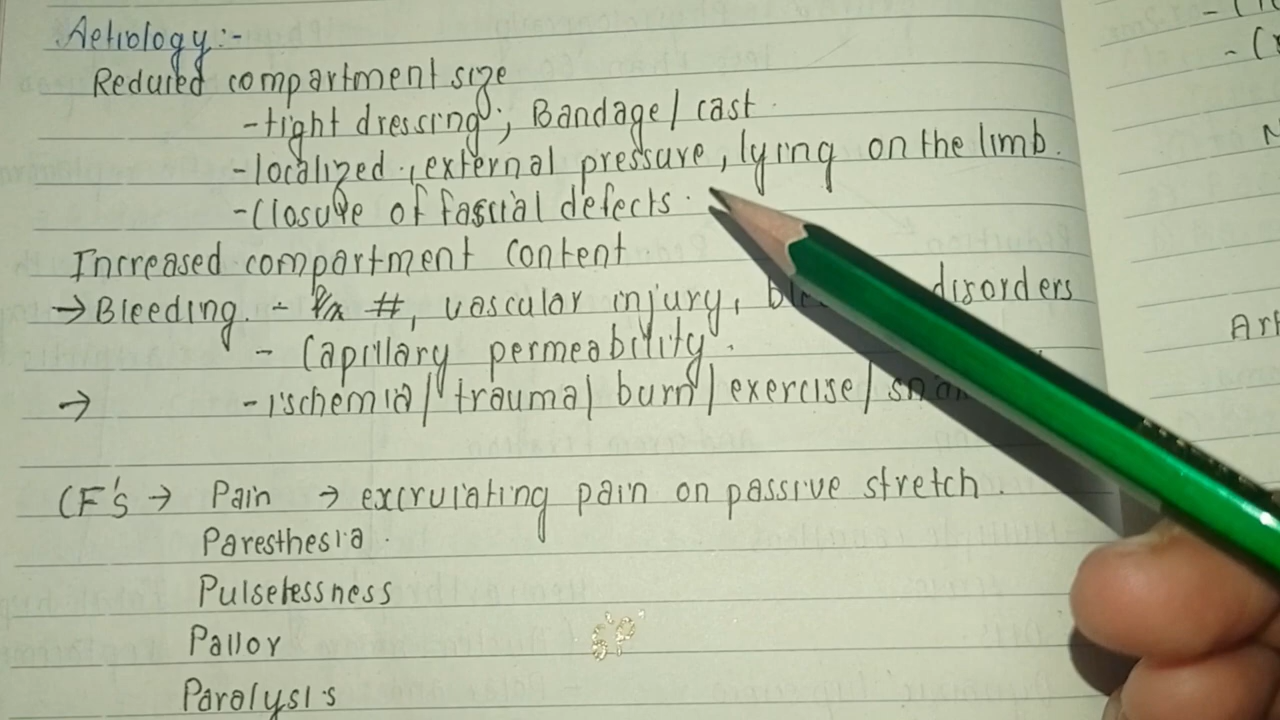 Aetiology:-
Reduced compartment size
-tight dressing; Bandage/ cast
-localized, external pressure, lying on the limb.
-Closure of fascial defects.
Increased compartment content
→Bleeding. - #, vascular injury, disorders
- Capillary permeability.
→ -ischemia/ trauma/ burn/ exercise/
CF's → Pain → excruciating pain on passive stretch.
Paresthesia.
Pulselessness
Pallor
Paralysis
SP